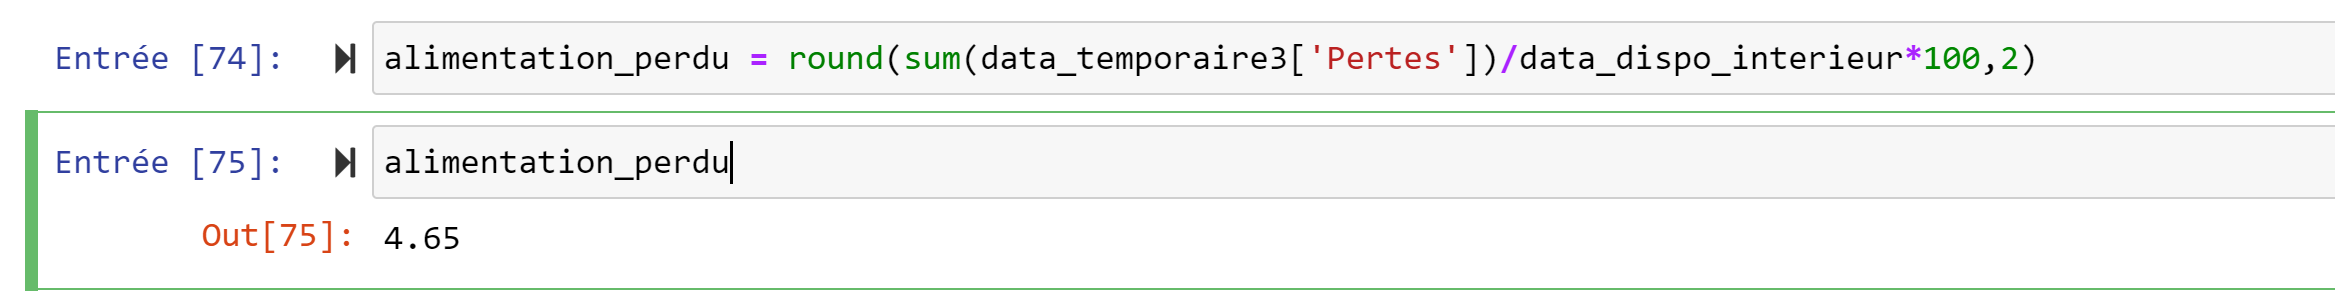 Entrée [74]: alimentation_perdu = round(sum(data_temporaire3['Pertes'])/data_dispo_interieur*100,2)
Entrée [75]: alimentation_perdu
Out[75]: 4.65